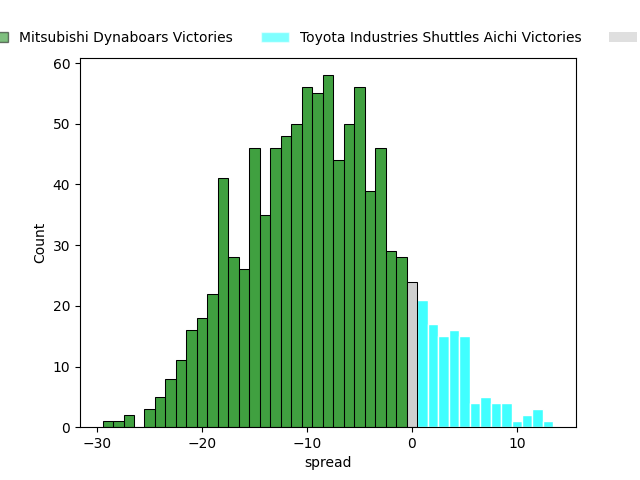 Mitsubishi Dynaboars Victories Toyota Industries Shuttles Aichi Victories
60
50
40
30
20
10
0
Count
−30 −20 −10 0 10
spread